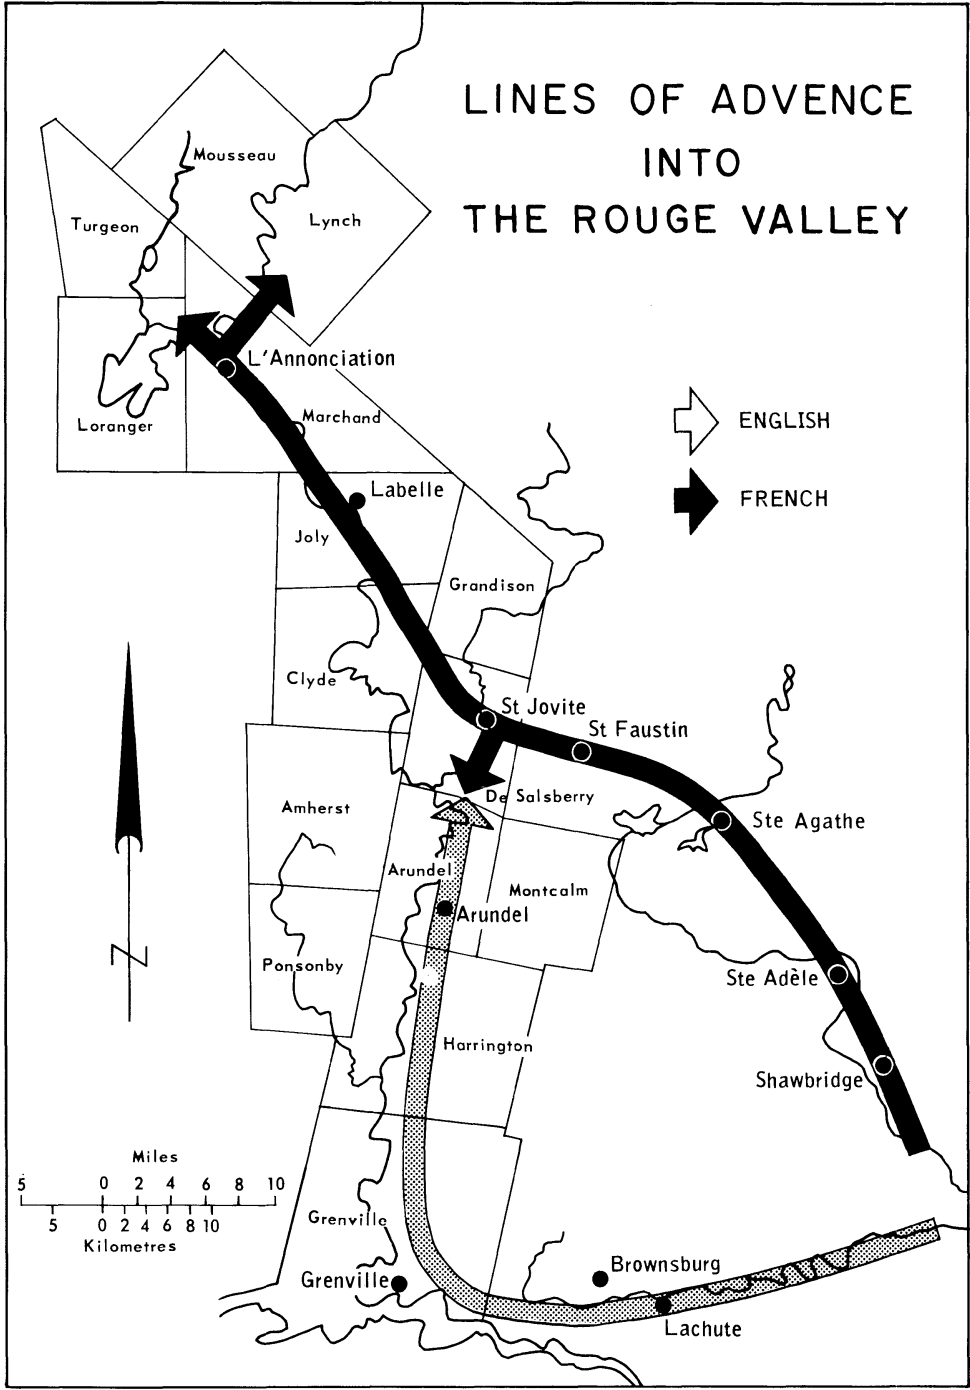 LINES OF ADVENCE
INTO
THE ROUGE VALLEY
Mousseau
Turgeon
Lynch
L'Annonciation
Marchand
Loranger
ENGLISH
Labelle
FRENCH
Joly
Grandison
Clyde
St Jovite
St Faustin
De Salsberry
Amherst
Ste Agathe
Arundel
Montcalm
Arundel
N
Ponsonby
Ste Adèle
Harrington
Shawbridge
Miles
5 0 2 4 6 8 10
5 0 2 4 6 8 10
Kilometres
Grenville
Grenville
Brownsburg
Lachute